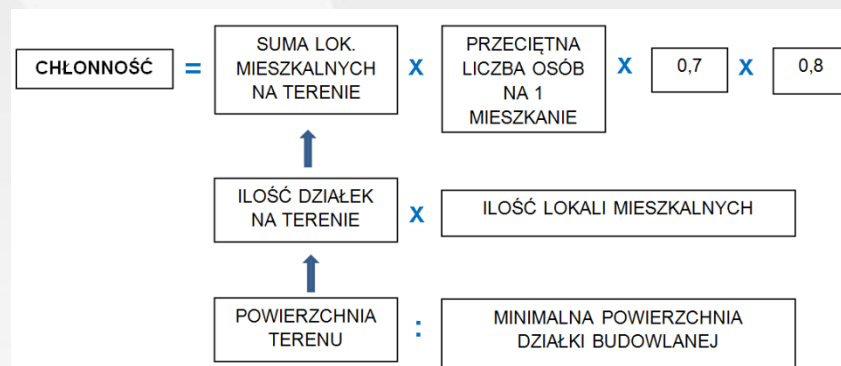 CHŁONNOŚĆ = SUMA LOK. MIESZKALNYCH NA TERENIE X PRZECIĘTNA LICZBA OSÓB NA 1 MIESZKANIE X 0,7 X 0,8
ILOŚĆ DZIAŁEK NA TERENIE X ILOŚĆ LOKALI MIESZKALNYCH
POWIERZCHNIA TERENU : MINIMALNA POWIERZCHNIA DZIAŁKI BUDOWLANEJ